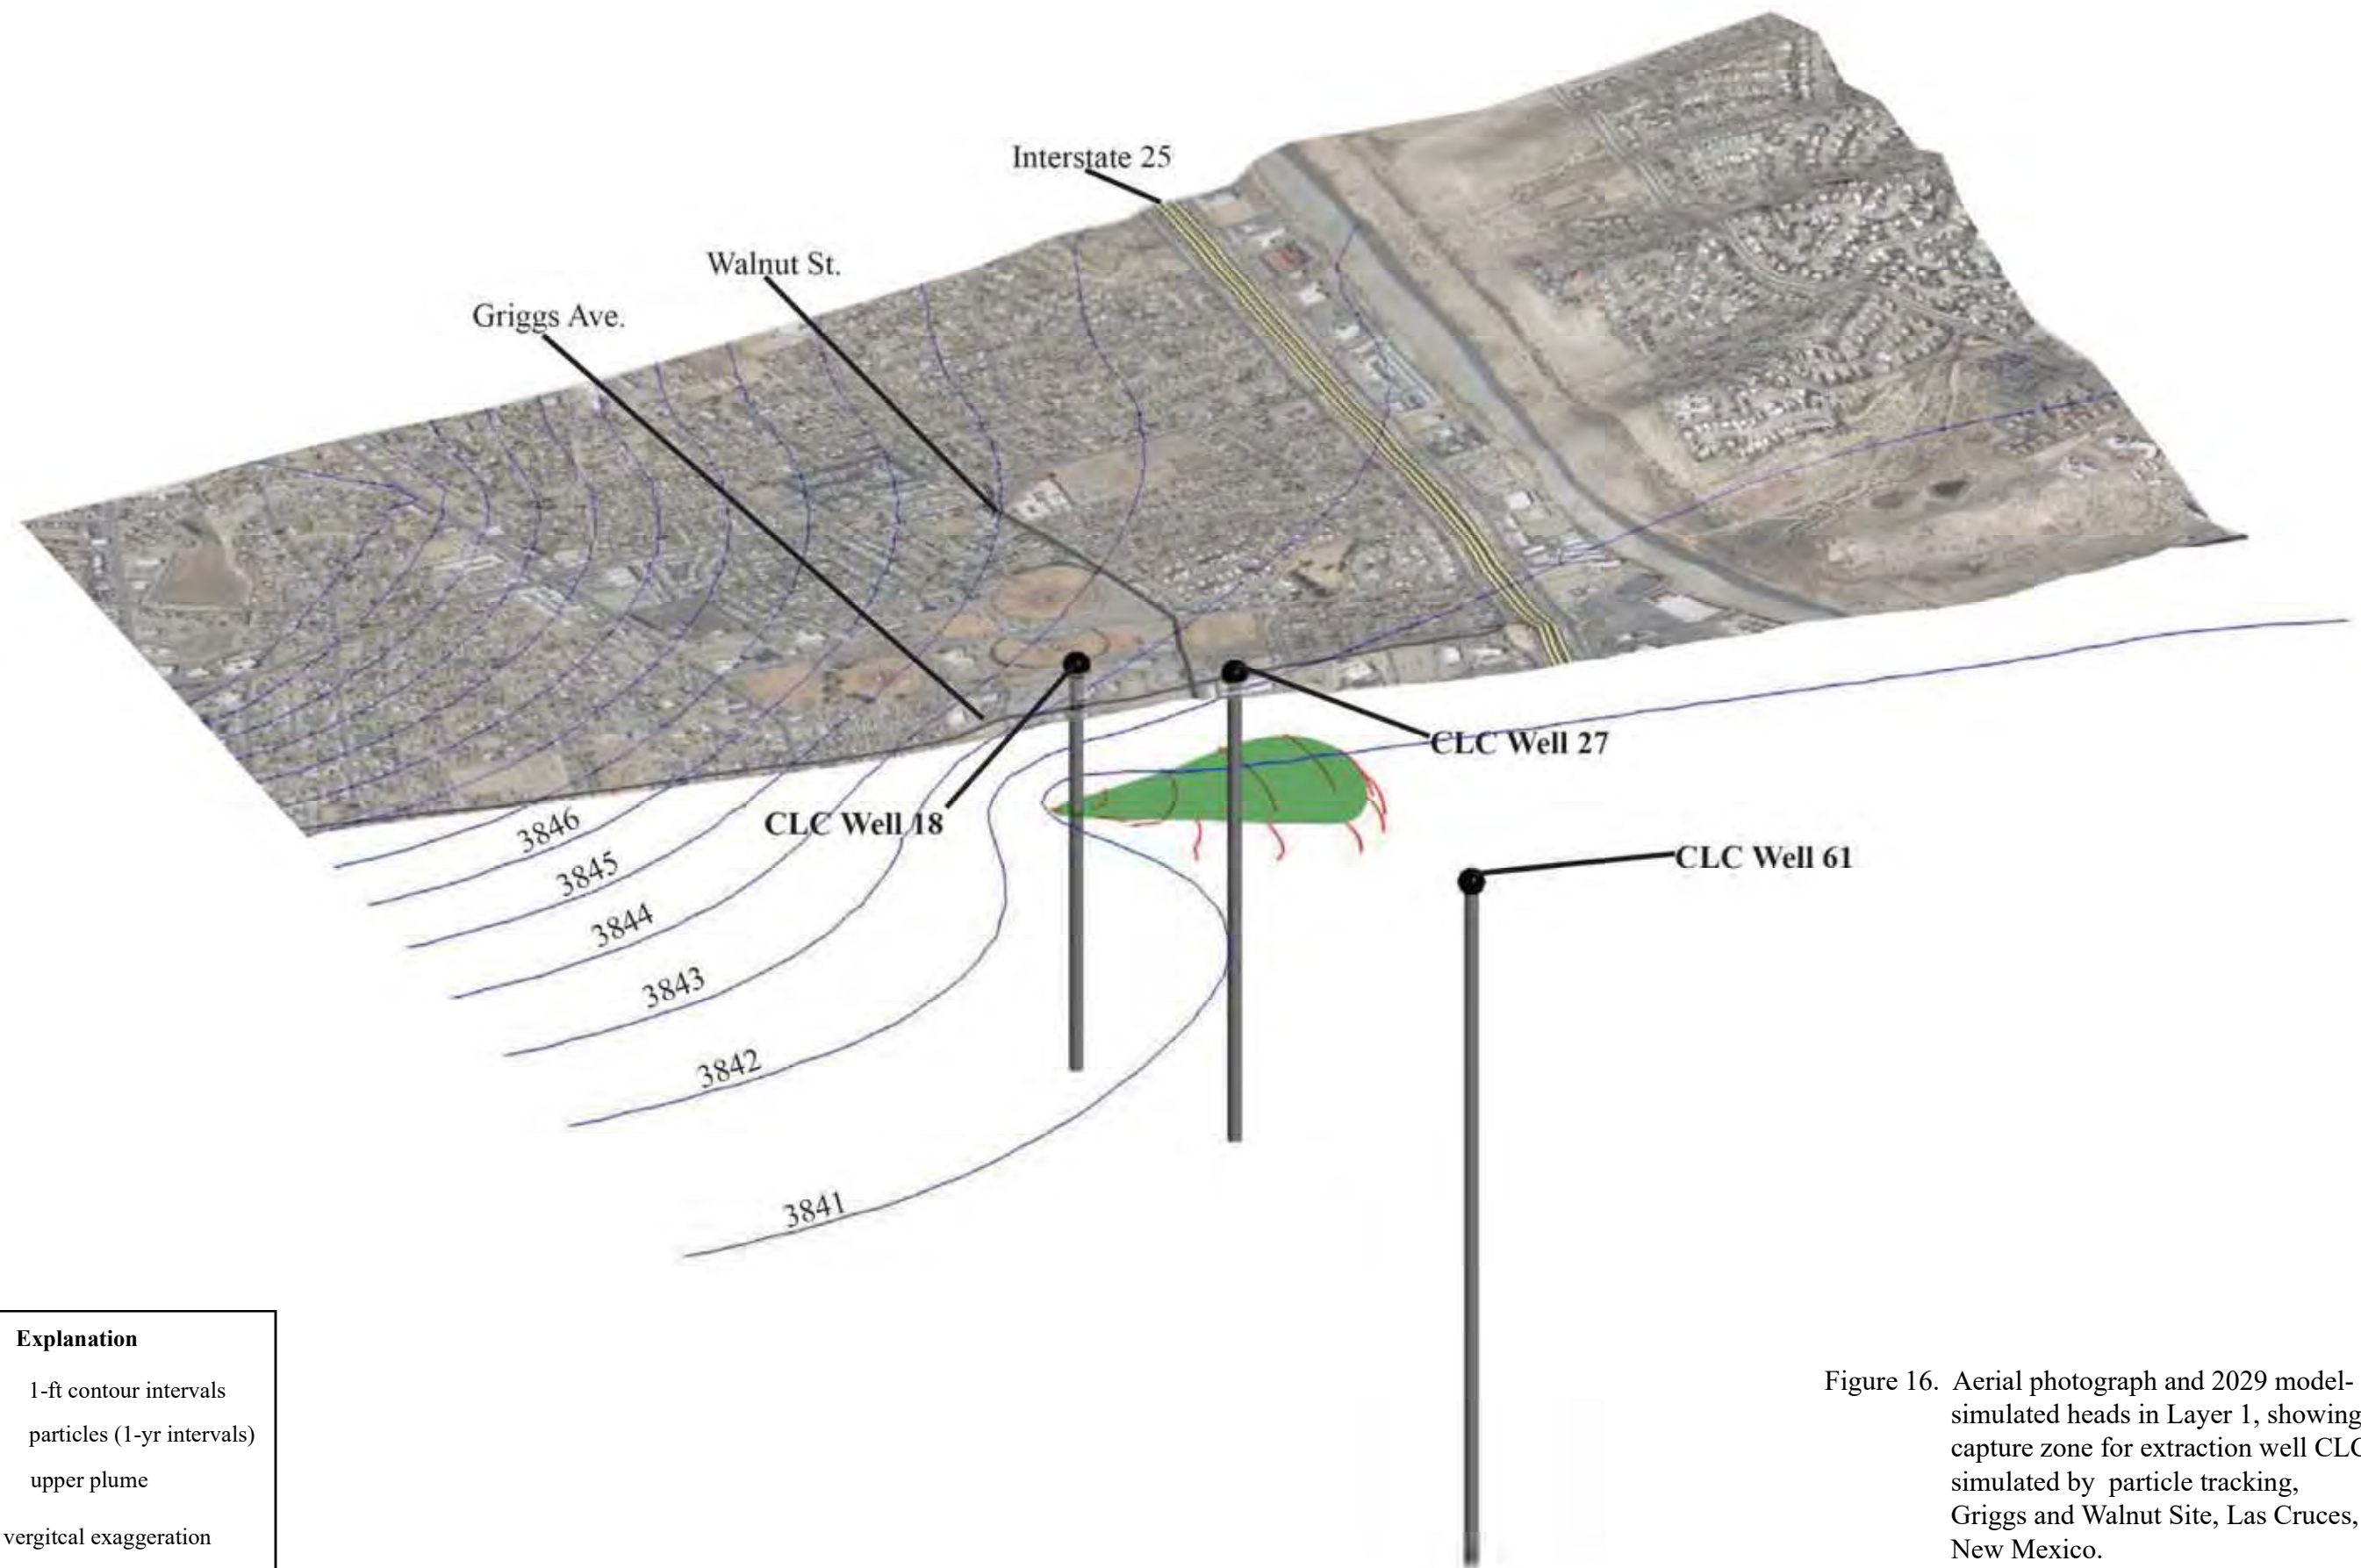 Interstate 25
Walnut St.
Griggs Ave.
CLC Well 27
CLC Well 18
CLC Well 61
3846
3845
3844
3843
3842
3841
Explanation
1-ft contour intervals
particles (1-yr intervals)
upper plume
vergitcal exaggeration
Figure 16. Aerial photograph and 2029 model-
simulated heads in Layer 1, showing
capture zone for extraction well CLC
simulated by particle tracking,
Griggs and Walnut Site, Las Cruces,
New Mexico.